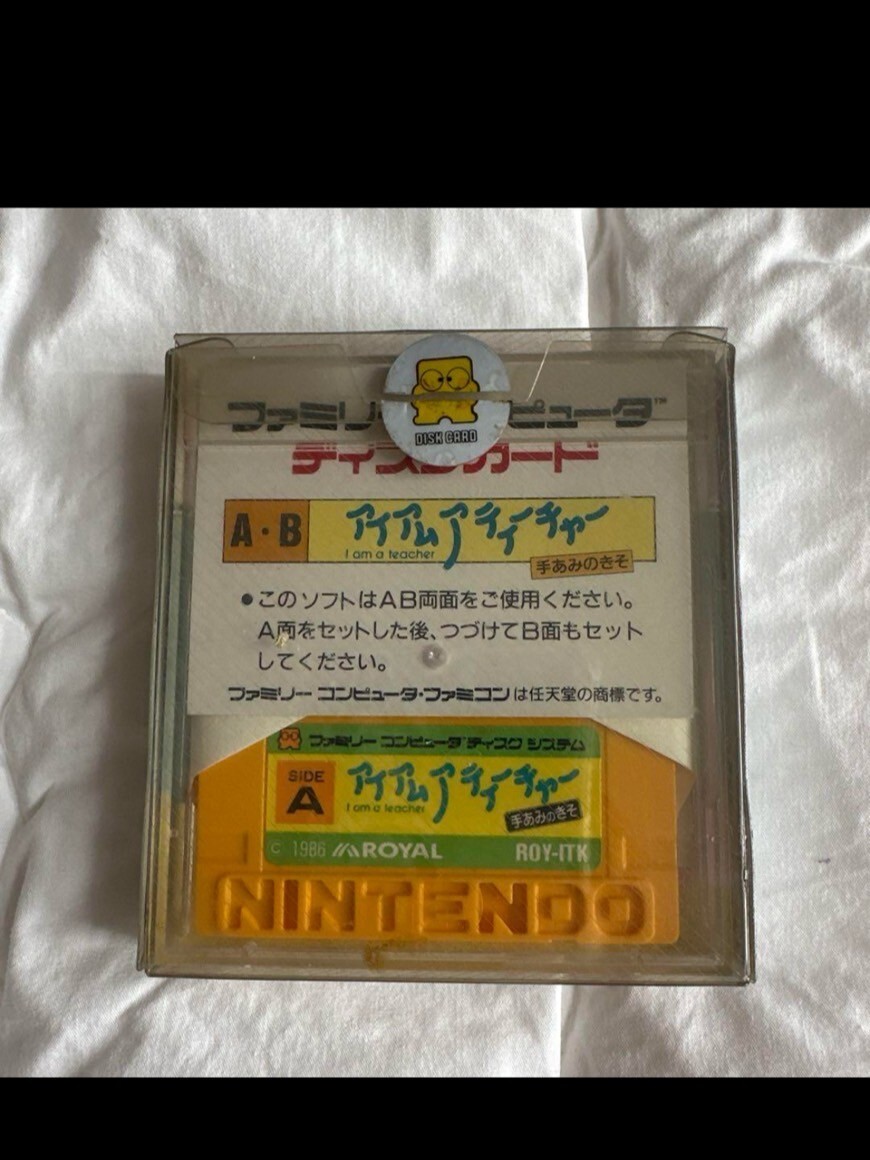 DISK CARD
ファミリーコンピュータ™
ディスクカード
A・B アイアムアティーチャー
I am a teacher
手あみのきそ
●このソフトはAB両面をご使用ください。
A面をセットした後、つづけてB面もセット
してください。
ファミリーコンピュータ・ファミコンは任天堂の商標です。
ファミリーコンピュータ ディスクシステム
SIDE A アイアムアティーチャー
I am a teacher
手あみのきそ
© 1986 ROYAL ROY-ITK
NINTENDO